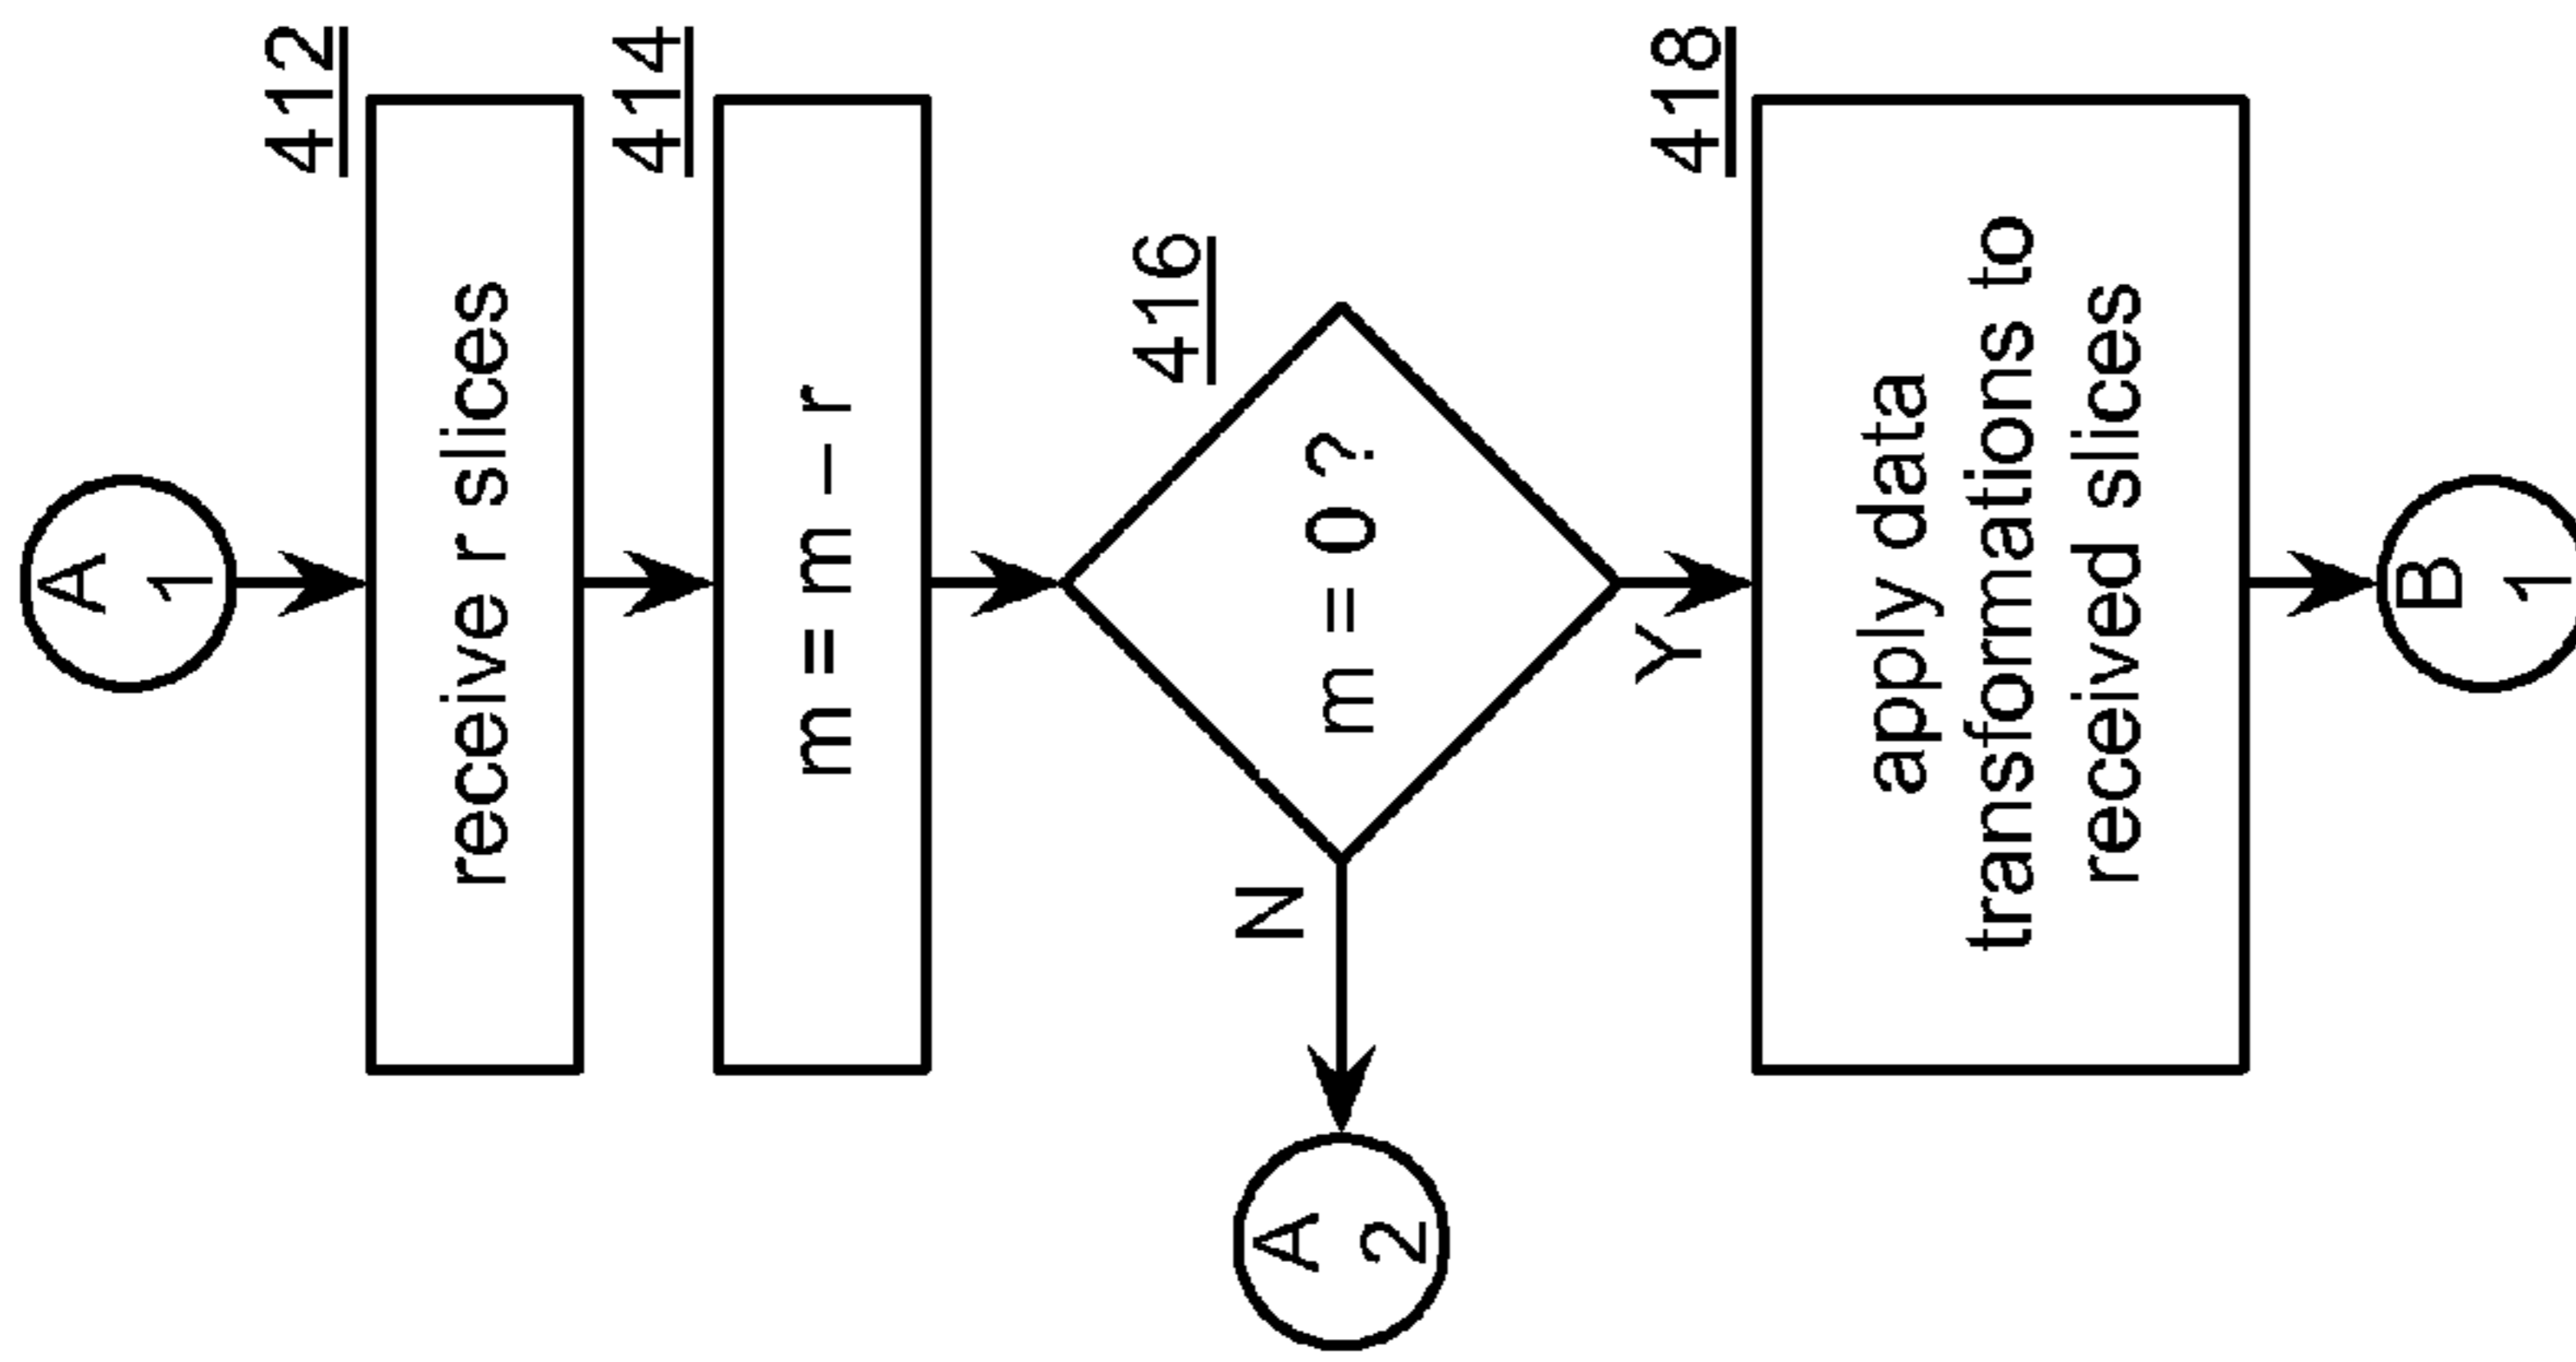 A
1
412
receive r slices
414
m = m – r
416
m = 0 ?
N
A
2
Y
418
apply data
transformations to
received slices
B
1